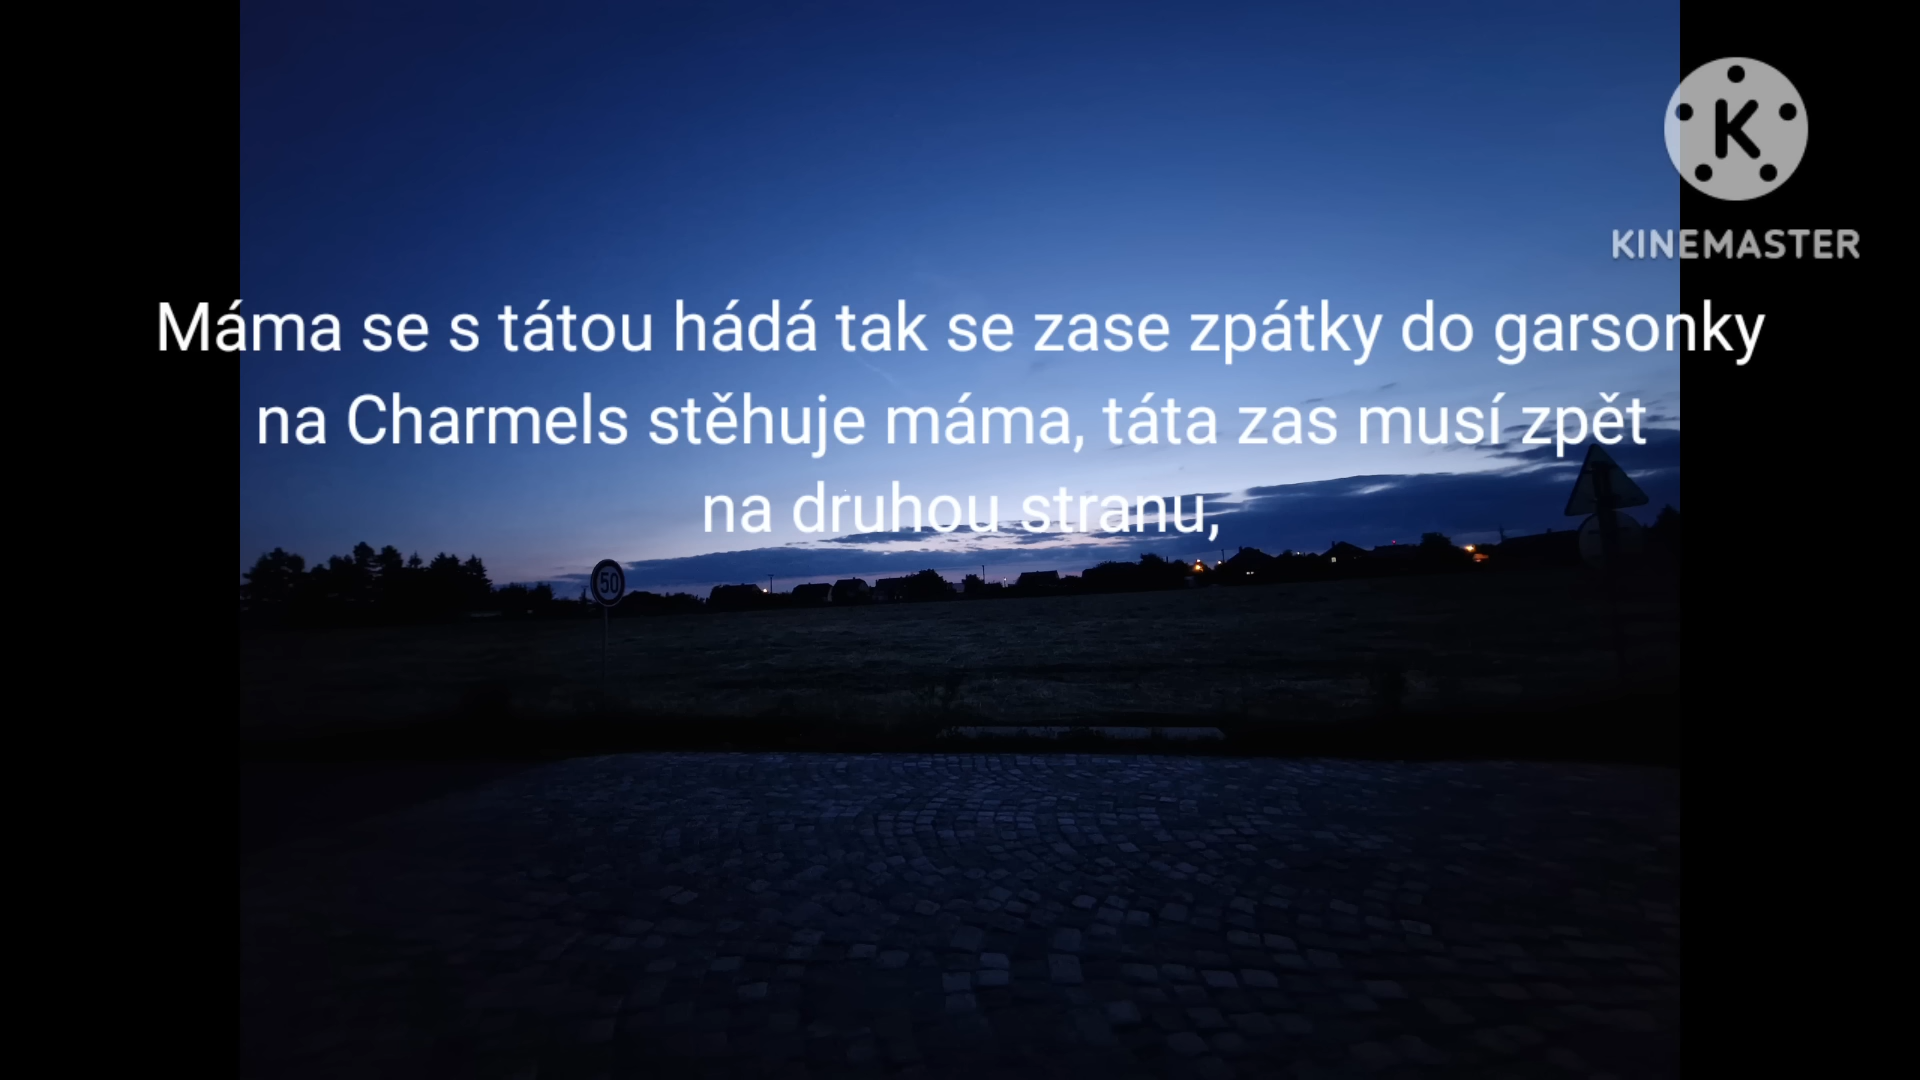 K
KINEMASTER
Máma se s tátou hádá tak se zase zpátky do garsonky
na Charmels stěhuje máma, táta zas musí zpět
na druhou stranu,
50